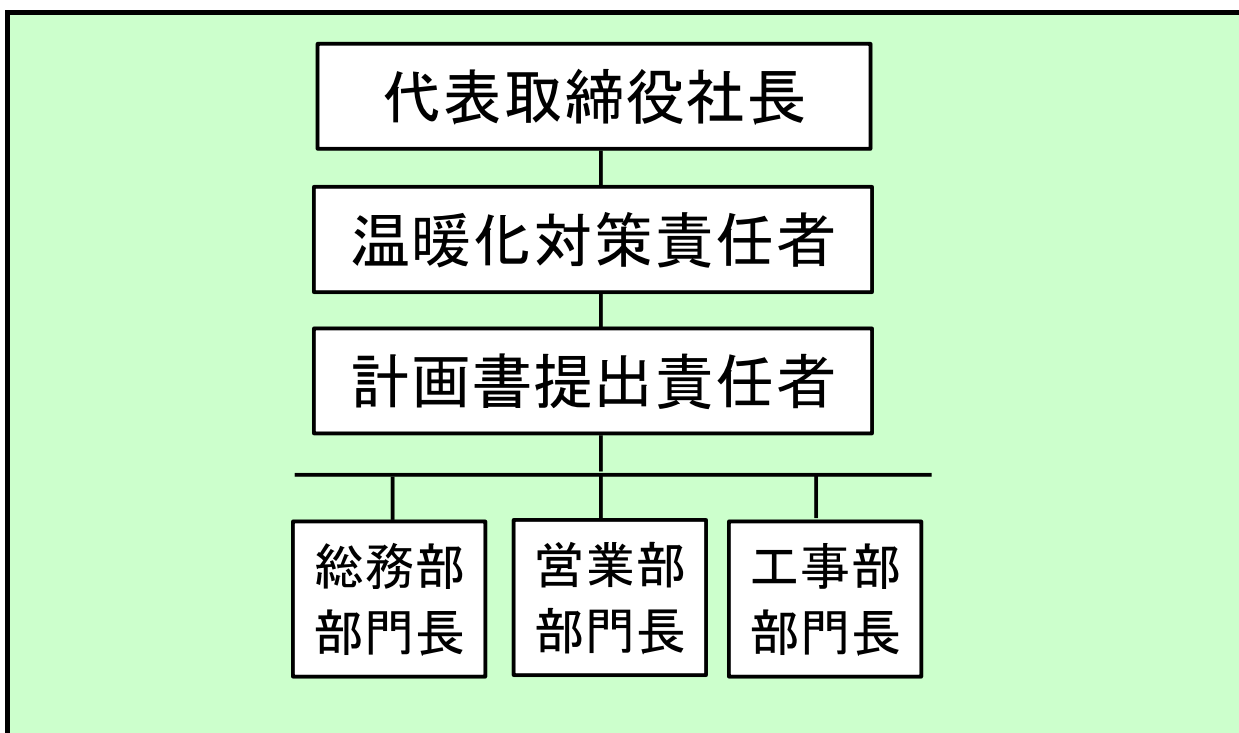 代表取締役社長
温暖化対策責任者
計画書提出責任者
総務部
部門長
営業部
部門長
工事部
部門長